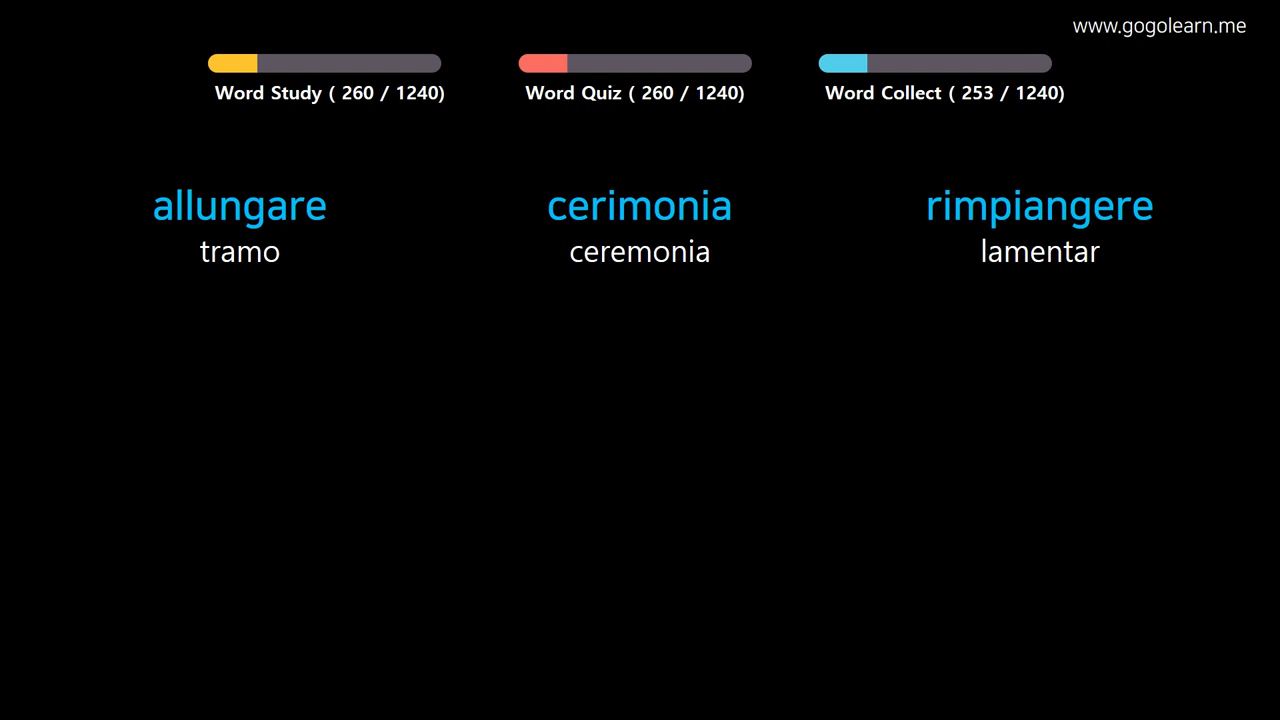 www.gogolearn.me
Word Study ( 260 / 1240)
Word Quiz ( 260 / 1240)
Word Collect ( 253 / 1240)
allungare
tramo
cerimonia
ceremonia
rimpiangere
lamentar